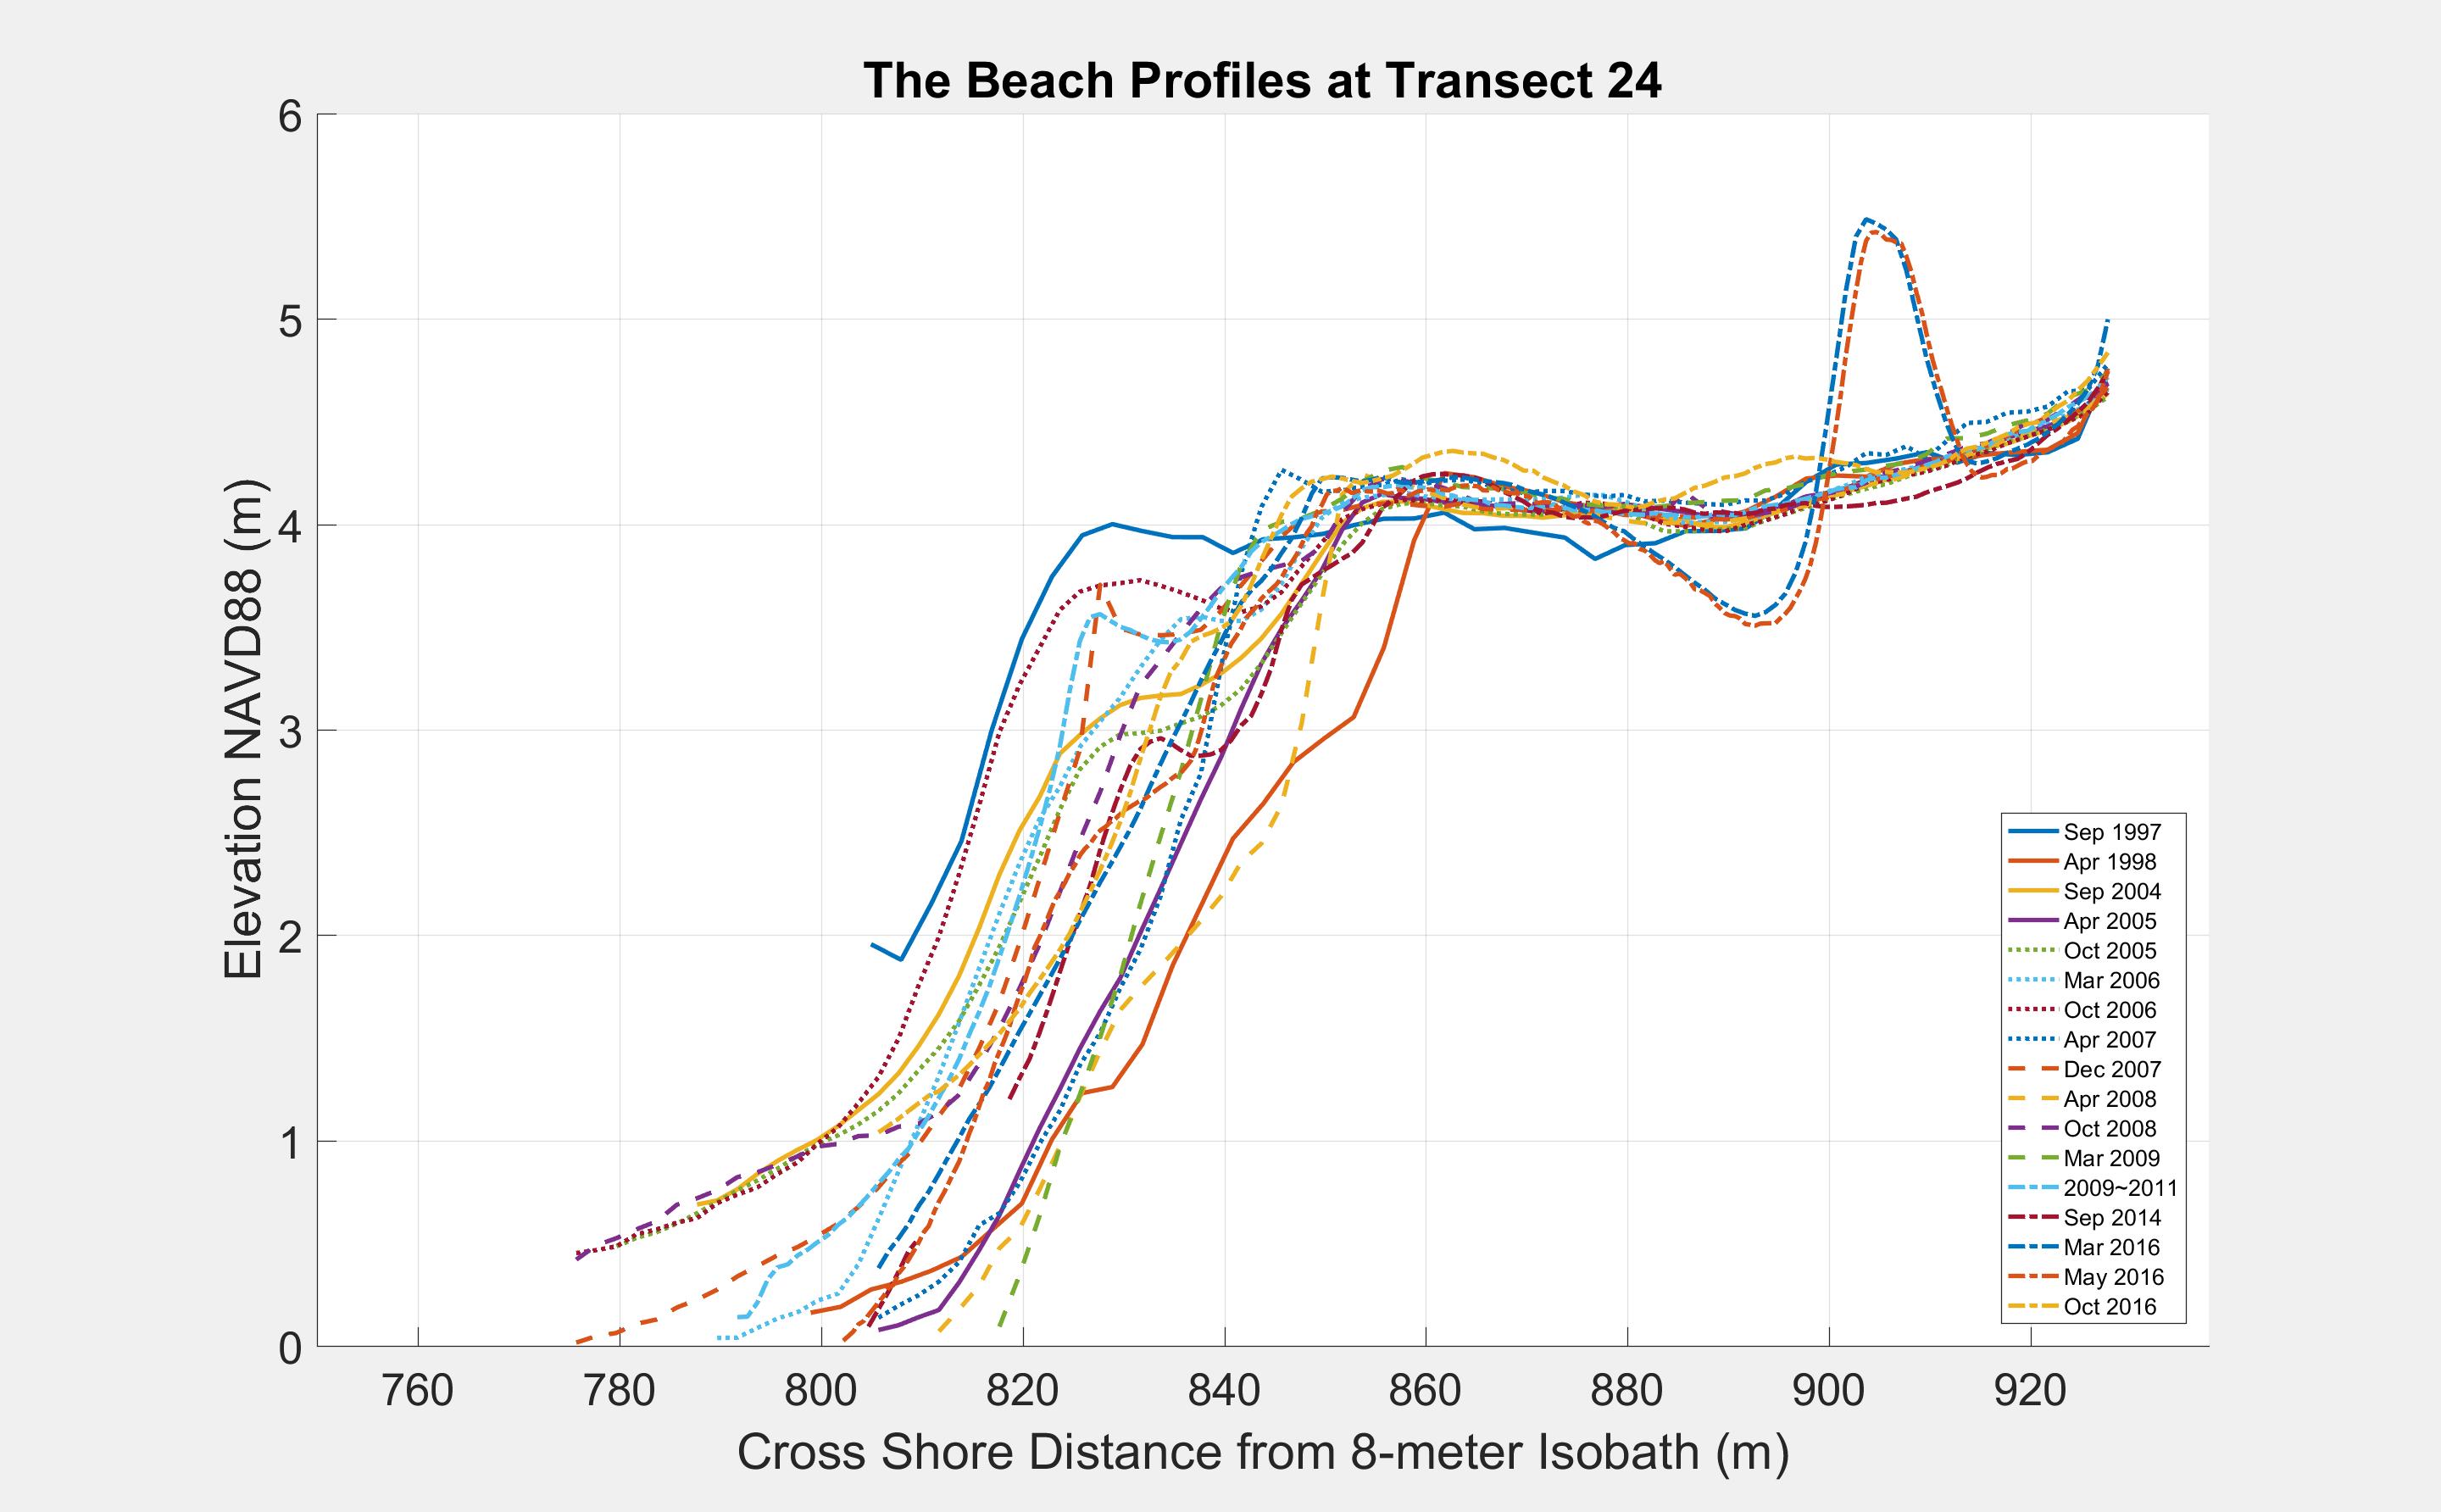 The Beach Profiles at Transect 24
6
5
4
3
2
1
0
Elevation NAVD88 (m)
760 780 800 820 840 860 880 900 920
Cross Shore Distance from 8-meter Isobath (m)
Sep 1997
Apr 1998
Sep 2004
Apr 2005
Oct 2005
Mar 2006
Oct 2006
Apr 2007
Dec 2007
Apr 2008
Oct 2008
Mar 2009
2009~2011
Sep 2014
Mar 2016
May 2016
Oct 2016